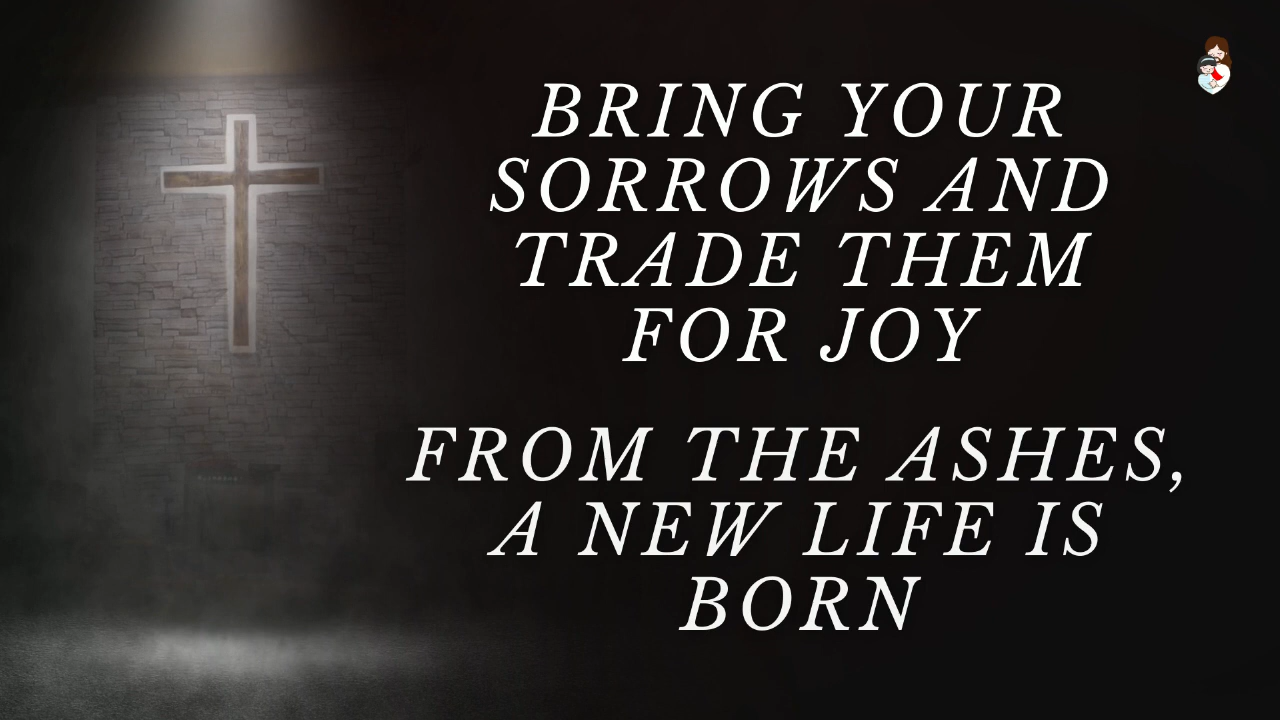 BRING YOUR
SORROWS AND
TRADE THEM
FOR JOY
FROM THE ASHES,
A NEW LIFE IS
BORN